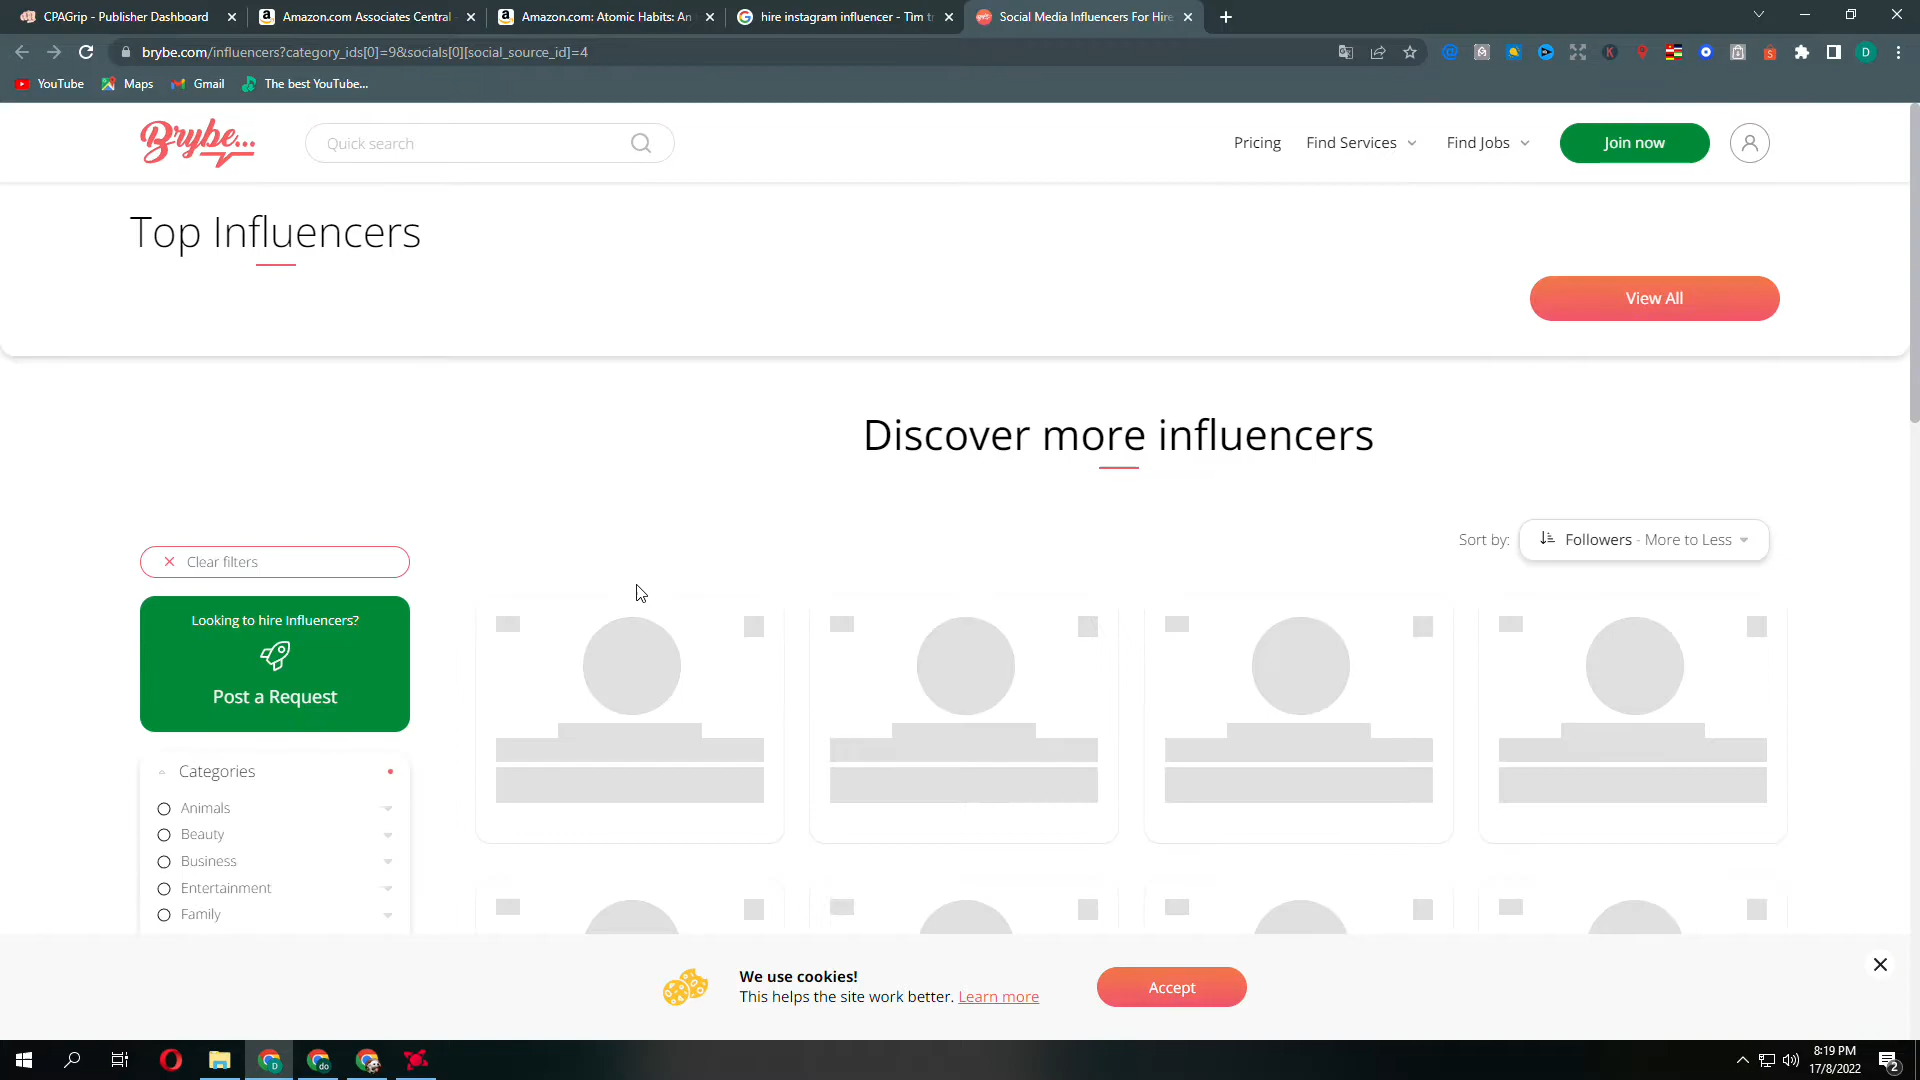 CPAGrip - Publisher Dashboard
Amazon.com Associates Central -
Amazon.com: Atomic Habits: An
hire instagram influencer - Tim t
Social Media Influencers For Hire
brybe.com/influencers?category_ids[0]=9&socials[0][social_source_id]=4
YouTube
Maps
Gmail
The best YouTube...
Brybe...
Quick search
Pricing
Find Services
Find Jobs
Join now
Top Influencers
View All
Discover more influencers
Sort by:
Followers - More to Less
Clear filters
Looking to hire Influencers?
Post a Request
Categories
Animals
Beauty
Business
Entertainment
Family
We use cookies!
This helps the site work better. Learn more
Accept
8:19 PM
17/8/2022
2